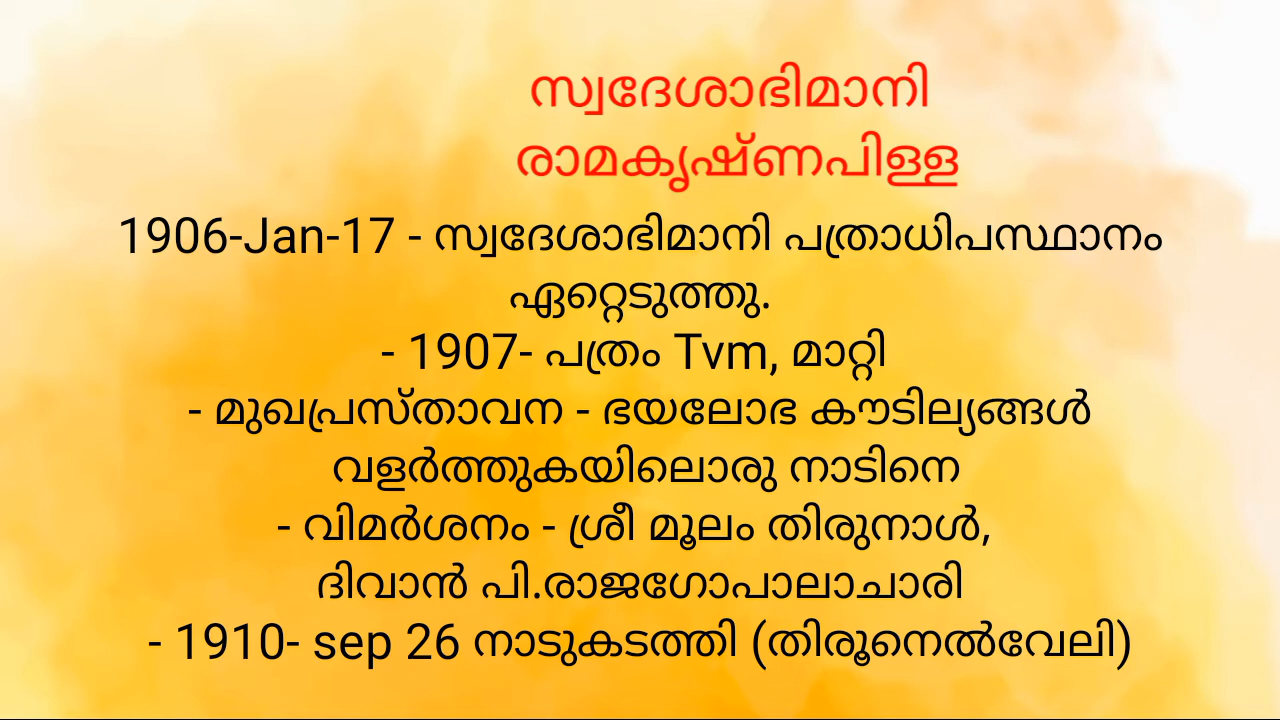 സ്വദേശാഭിമാനി
രാമകൃഷ്ണപിള്ള
1906-Jan-17 - സ്വദേശാഭിമാനി പത്രാധിപസ്ഥാനം
ഏറ്റെടുത്തു.
- 1907- പത്രം Tvm, മാറ്റി
- മുഖപ്രസ്താവന - ഭയലോഭ കൗടില്യങ്ങൾ
വളർത്തുകയിലൊരു നാടിനെ
- വിമർശനം - ശ്രീ മൂലം തിരുനാൾ,
ദിവാൻ പി.രാജഗോപാലാചാരി
- 1910- sep 26 നാടുകടത്തി (തിരൂനെൽവേലി)